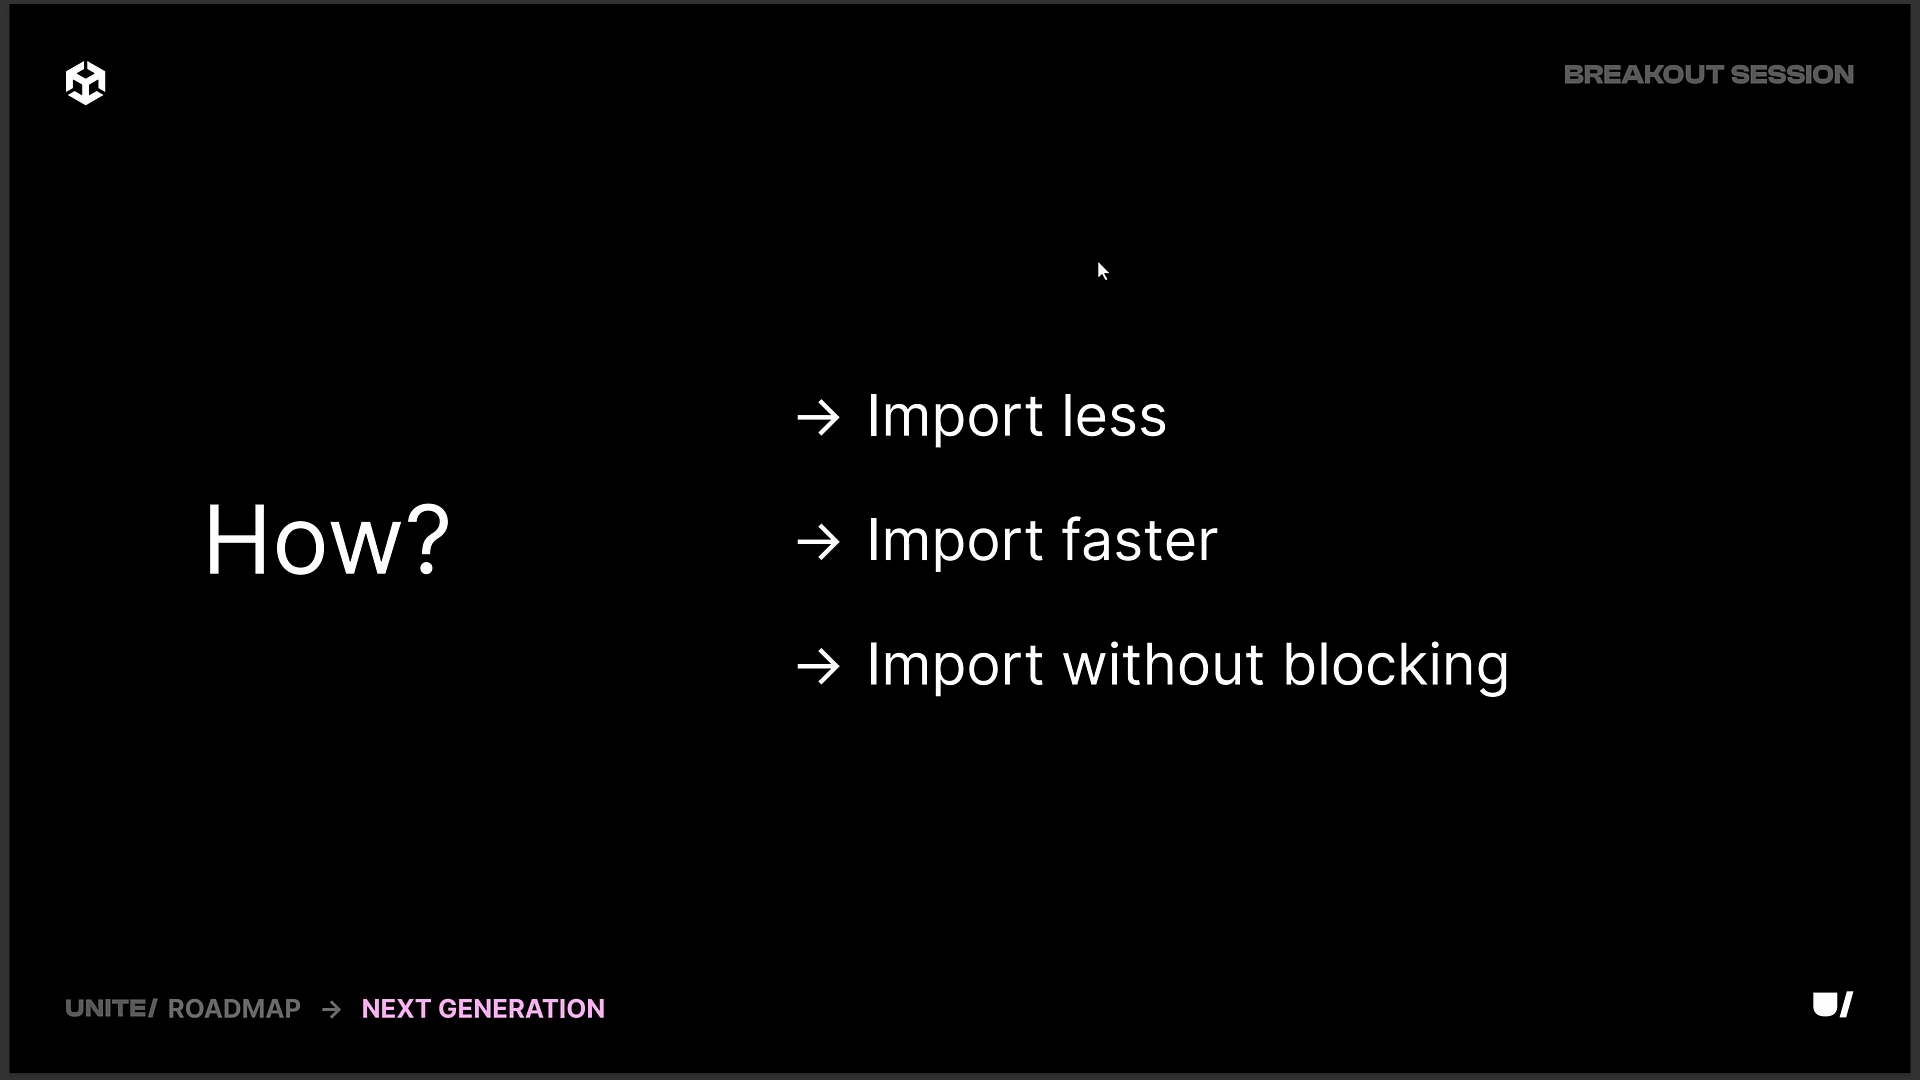 BREAKOUT SESSION
How?
→ Import less
→ Import faster
→ Import without blocking
UNITE/ ROADMAP → NEXT GENERATION
U/